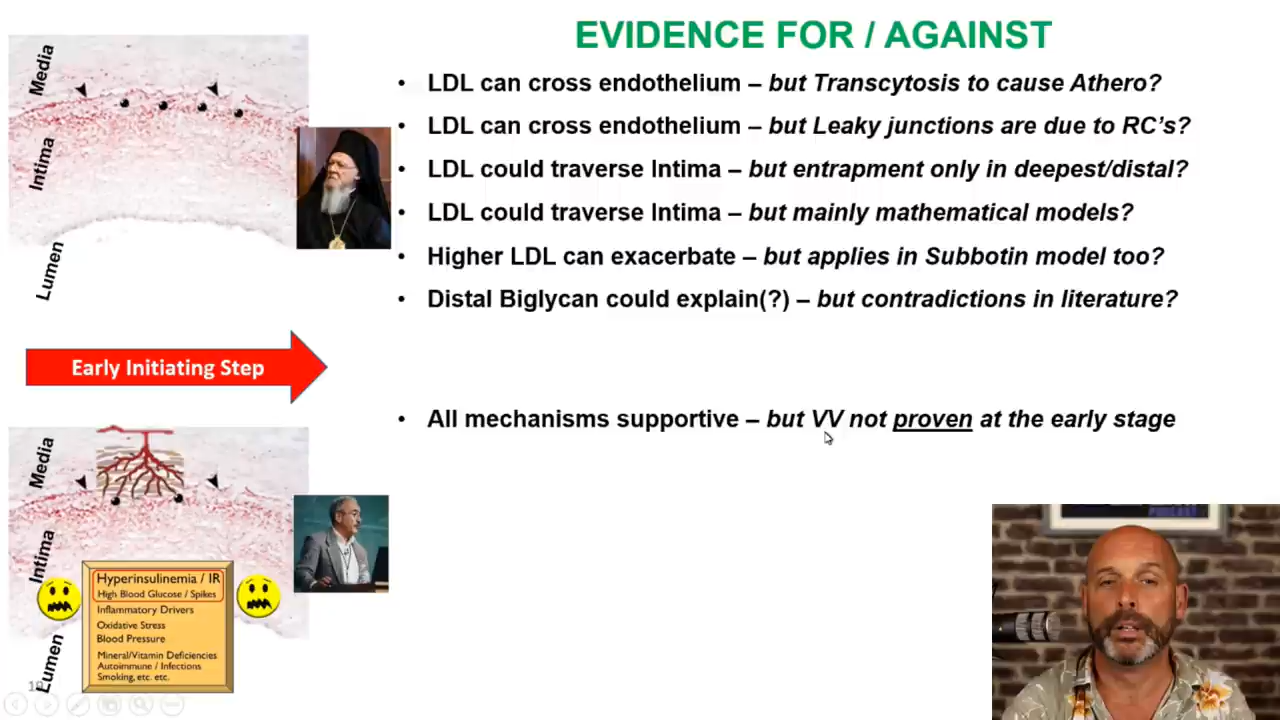 EVIDENCE FOR / AGAINST
Media
Intima
Lumen
• LDL can cross endothelium – but Transcytosis to cause Athero?
• LDL can cross endothelium – but Leaky junctions are due to RC's?
• LDL could traverse Intima – but entrapment only in deepest/distal?
• LDL could traverse Intima – but mainly mathematical models?
• Higher LDL can exacerbate – but applies in Subbotin model too?
• Distal Biglycan could explain(?) – but contradictions in literature?
Early Initiating Step
• All mechanisms supportive – but VV not proven at the early stage
Media
Intima
Lumen
Hyperinsulinemia / IR
High Blood Glucose / Spikes
Inflammatory Drivers
Oxidative Stress
Blood Pressure
Mineral/Vitamin Deficiencies
Autoimmune / Infections
Smoking, etc. etc.